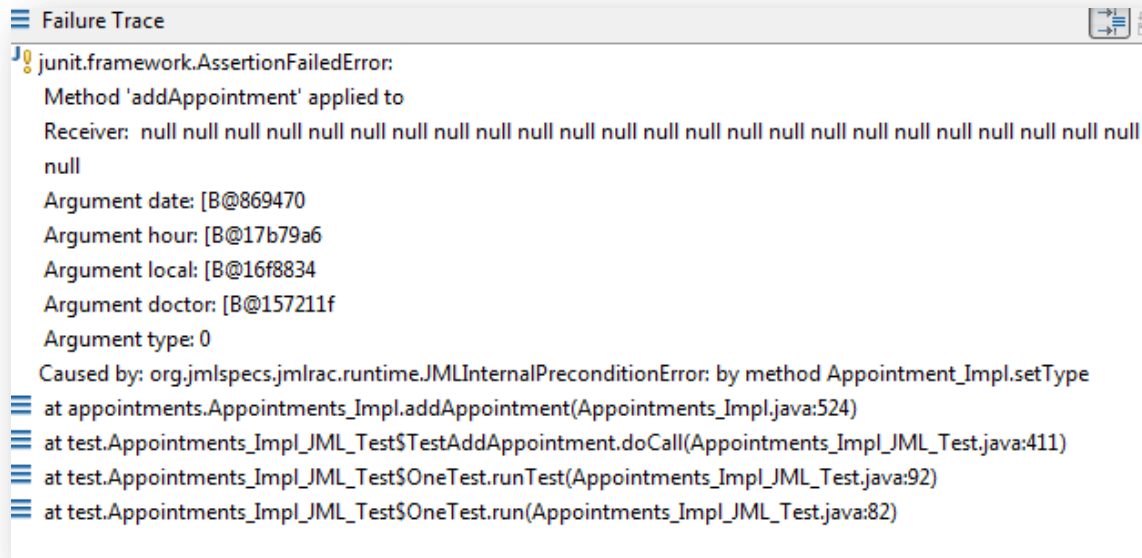 Failure Trace
junit.framework.AssertionFailedError:
Method 'addAppointment' applied to
Receiver: null null null null null null null null null null null null null null null null null null null null null null null null
null
Argument date: [B@869470
Argument hour: [B@17b79a6
Argument local: [B@16f8834
Argument doctor: [B@157211f
Argument type: 0
Caused by: org.jmlspecs.jmlrac.runtime.JMLInternalPreconditionError: by method Appointment_Impl.setType
at appointments.Appointments_Impl.addAppointment(Appointments_Impl.java:524)
at test.Appointments_Impl_JML_Test$TestAddAppointment.doCall(Appointments_Impl_JML_Test.java:411)
at test.Appointments_Impl_JML_Test$OneTest.runTest(Appointments_Impl_JML_Test.java:92)
at test.Appointments_Impl_JML_Test$OneTest.run(Appointments_Impl_JML_Test.java:82)